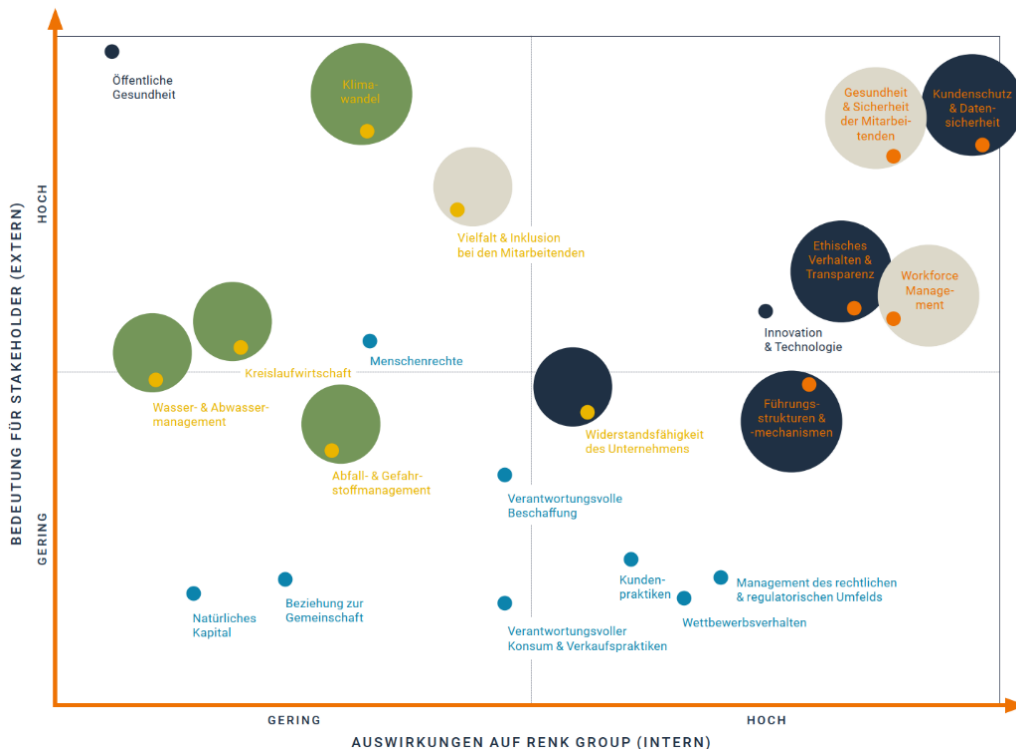 Öffentliche
Gesundheit
Klima-
wandel
Gesundheit
& Sicherheit
der Mitarbei-
tenden
Kundenschutz
& Daten-
sicherheit
Vielfalt & Inklusion
bei den Mitarbeitenden
Ethisches
Verhalten &
Transparenz
Workforce
Manage-
ment
Innovation
& Technologie
Menschenrechte
Kreislaufwirtschaft
Wasser- & Abwasser-
management
Führungs-
strukturen &
-mechanismen
Widerstandsfähigkeit
des Unternehmens
Abfall- & Gefahr-
stoffmanagement
Verantwortungsvolle
Beschaffung
Kunden-
praktiken
Management des rechtlichen
& regulatorischen Umfelds
Wettbewerbsverhalten
Natürliches
Kapital
Beziehung zur
Gemeinschaft
Verantwortungsvoller
Konsum & Verkaufspraktiken
BEDEUTUNG FÜR STAKEHOLDER (EXTERN)
HOCH
GERING
GERING
HOCH
AUSWIRKUNGEN AUF RENK GROUP (INTERN)